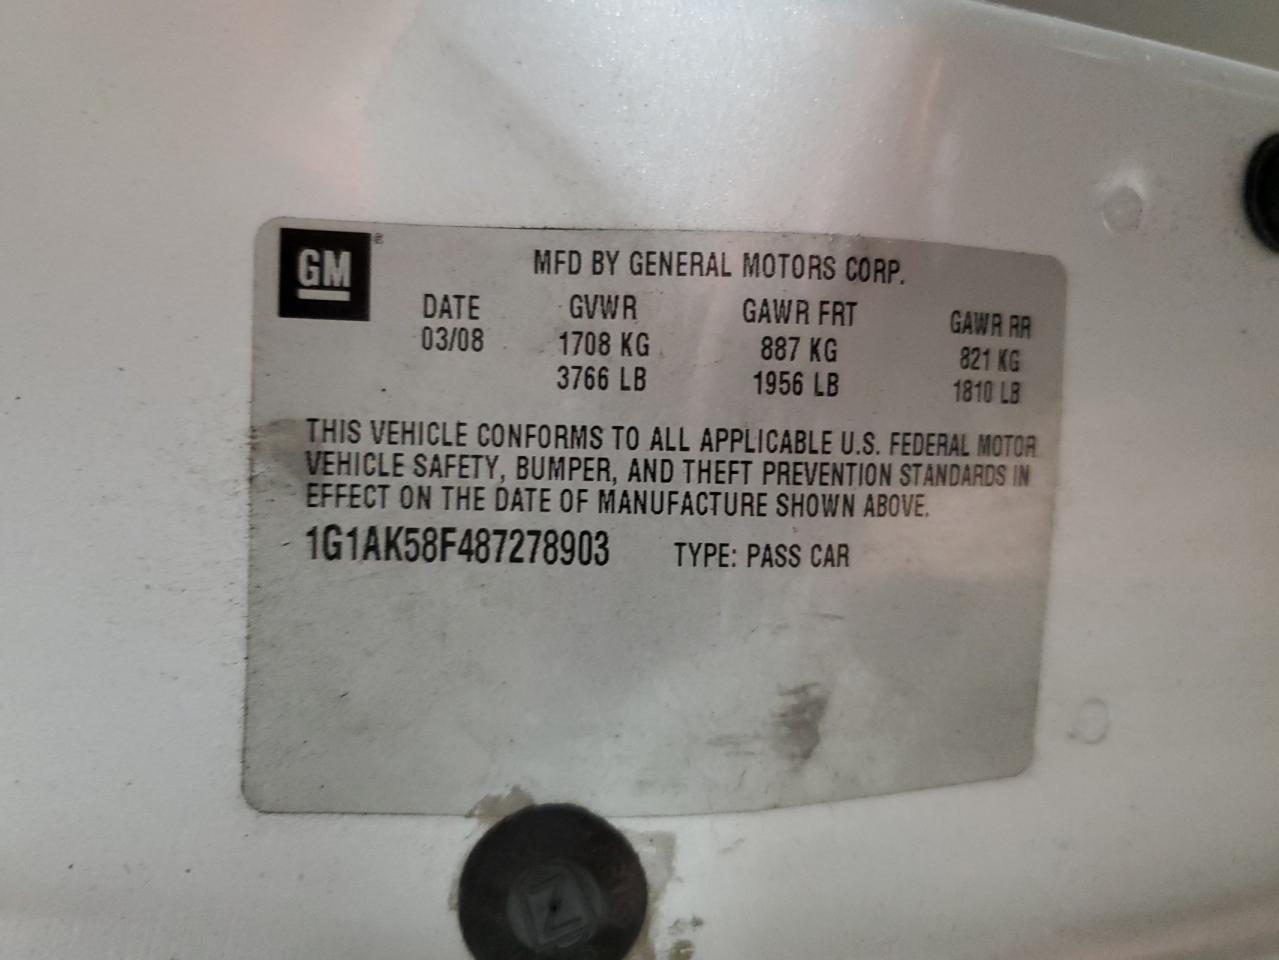 GM®
MFD BY GENERAL MOTORS CORP.
DATE GVWR GAWR FRT GAWR RR
03/08 1708 KG 887 KG 821 KG
3766 LB 1956 LB 1810 LB
THIS VEHICLE CONFORMS TO ALL APPLICABLE U.S. FEDERAL MOTOR
VEHICLE SAFETY, BUMPER, AND THEFT PREVENTION STANDARDS IN
EFFECT ON THE DATE OF MANUFACTURE SHOWN ABOVE.
1G1AK58F487278903 TYPE: PASS CAR
Z